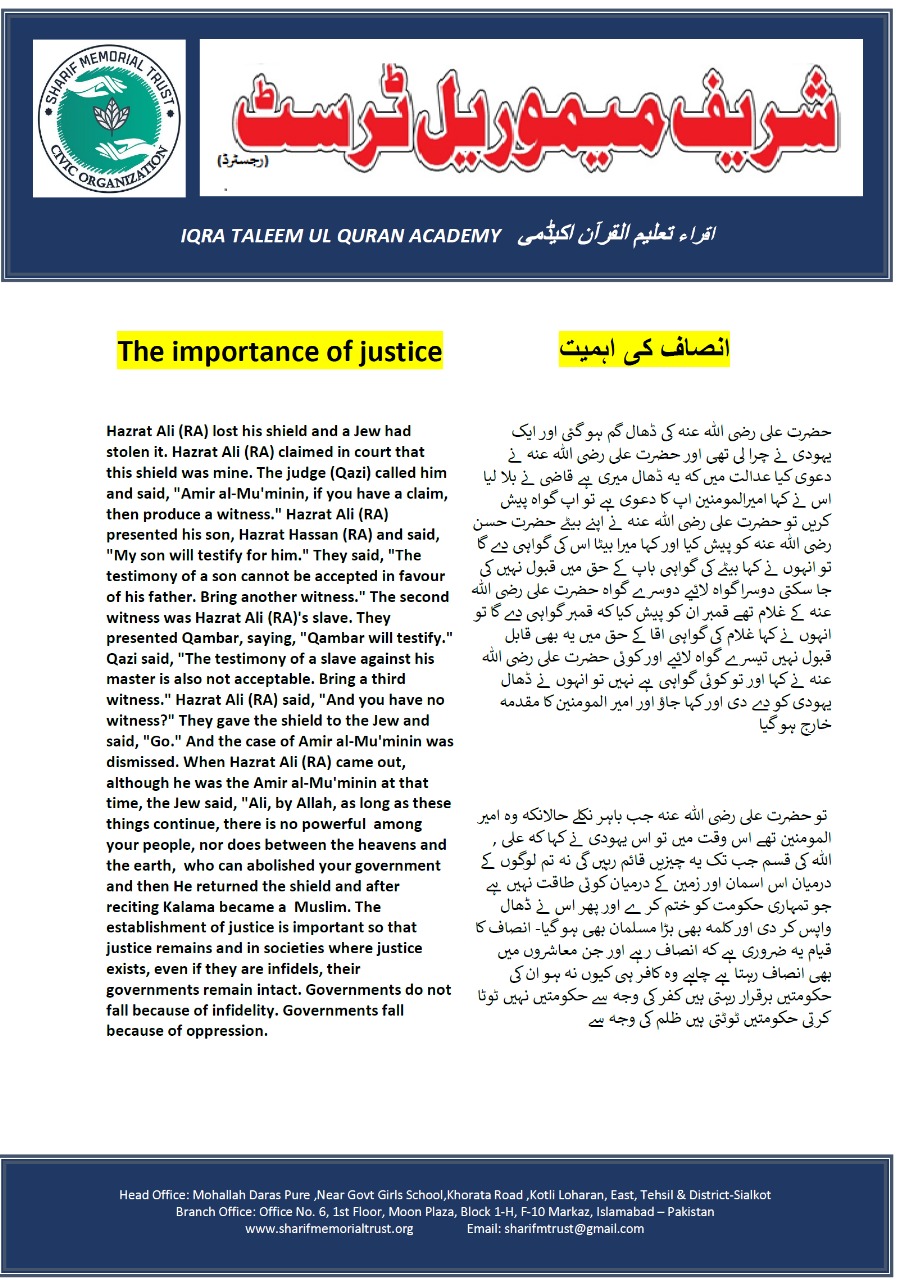 SHARIF MEMORIAL TRUST
CIVIC ORGANIZATION
شریف میموریل ٹرسٹ
(رجسٹرڈ)
IQRA TALEEM UL QURAN ACADEMY اقراء تعلیم القرآن اکیڈمی
The importance of justice
Hazrat Ali (RA) lost his shield and a Jew had
stolen it. Hazrat Ali (RA) claimed in court that
this shield was mine. The judge (Qazi) called him
and said, "Amir al-Mu'minin, if you have a claim,
then produce a witness." Hazrat Ali (RA)
presented his son, Hazrat Hassan (RA) and said,
"My son will testify for him." They said, "The
testimony of a son cannot be accepted in favour
of his father. Bring another witness." The second
witness was Hazrat Ali (RA)'s slave. They
presented Qambar, saying, "Qambar will testify."
Qazi said, "The testimony of a slave against his
master is also not acceptable. Bring a third
witness." Hazrat Ali (RA) said, "And you have no
witness?" They gave the shield to the Jew and
said, "Go." And the case of Amir al-Mu'minin was
dismissed. When Hazrat Ali (RA) came out,
although he was the Amir al-Mu'minin at that
time, the Jew said, "Ali, by Allah, as long as these
things continue, there is no powerful  among
your people, nor does between the heavens and
the earth,  who can abolished your government
and then He returned the shield and after
reciting Kalama became a  Muslim. The
establishment of justice is important so that
justice remains and in societies where justice
exists, even if they are infidels, their
governments remain intact. Governments do not
fall because of infidelity. Governments fall
because of oppression.
انصاف کی اہمیت
حضرت علی رضی اللہ عنہ کی ڈھال گم ہو گئی اور ایک
یہودی نے چرا لی تھی اور حضرت علی رضی اللہ عنہ نے
دعوی کیا عدالت میں کہ یہ ڈھال میری ہے قاضی نے بلا لیا
اس نے کہا امیرالمومنین اپ کا دعوی ہے تو اپ گواہ پیش
کریں تو حضرت علی رضی اللہ عنہ نے اپنے بیٹے حضرت حسن
رضی اللہ عنہ کو پیش کیا اور کہا میرا بیٹا اس کی گواہی دے گا
تو انہوں نے کہا بیٹے کی گواہی باپ کے حق میں قبول نہیں کی
جا سکتی دوسرا گواہ لائیے دوسرے گواہ حضرت علی رضی اللہ
عنہ کے غلام تھے قمبر ان کو پیش کیا کہ قمبر گواہی دے گا تو
انہوں نے کہا غلام کی گواہی اقا کے حق میں یہ بھی قابل
قبول نہیں تیسرے گواہ لائیے اور کوئی حضرت علی رضی اللہ
عنہ نے کہا اور تو کوئی گواہی ہے نہیں تو انہوں نے ڈھال
یہودی کو دے دی اور کہا جاؤ اور امیر المومنین کا مقدمہ
خارج ہو گیا
تو حضرت علی رضی اللہ عنہ جب باہر نکلے حالانکہ وہ امیر
المومنین تھے اس وقت میں تو اس یہودی نے کہا کہ علی ,
اللہ کی قسم جب تک یہ چیزیں قائم رہیں گی نہ تم لوگوں کے
درمیان اس اسمان اور زمین کے درمیان کوئی طاقت نہیں ہے
جو تمہاری حکومت کو ختم کر ے اور پھر اس نے ڈھال
واپس کر دی اور کلمہ بھی بڑا مسلمان بھی ہو گیا- انصاف کا
قیام یہ ضروری ہے کہ انصاف رہے اور جن معاشروں میں
بھی انصاف رہتا ہے چاہے وہ کافر ہی کیوں نہ ہو ان کی
حکومتیں برقرار رہتی ہیں کفر کی وجہ سے حکومتیں نہیں ٹوٹا
کرتی حکومتیں ٹوٹتی ہیں ظلم کی وجہ سے
Head Office: Mohallah Daras Pure ,Near Govt Girls School,Khorata Road ,Kotli Loharan, East, Tehsil & District-Sialkot
Branch Office: Office No. 6, 1st Floor, Moon Plaza, Block 1-H, F-10 Markaz, Islamabad – Pakistan
www.sharifmemorialtrust.org Email: sharifmtrust@gmail.com